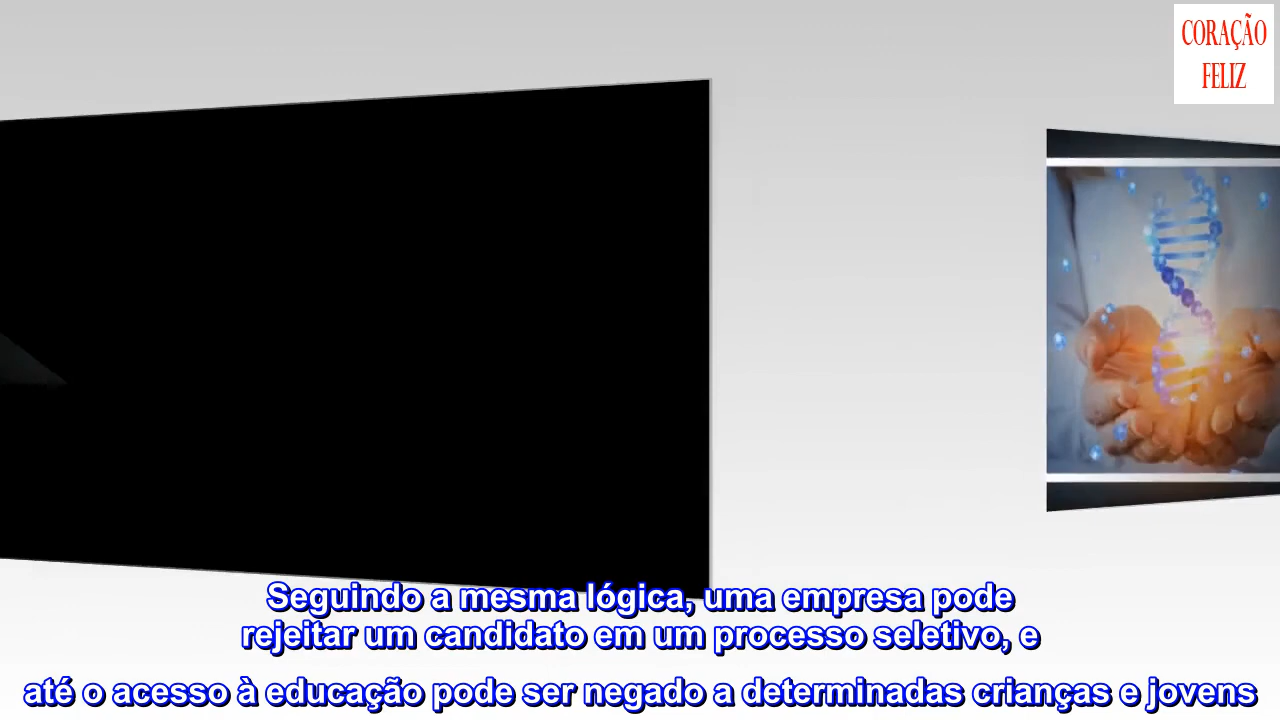 CORAÇÃO
FELIZ
Seguindo a mesma lógica, uma empresa pode
rejeitar um candidato em um processo seletivo, e
até o acesso à educação pode ser negado a determinadas crianças e jovens